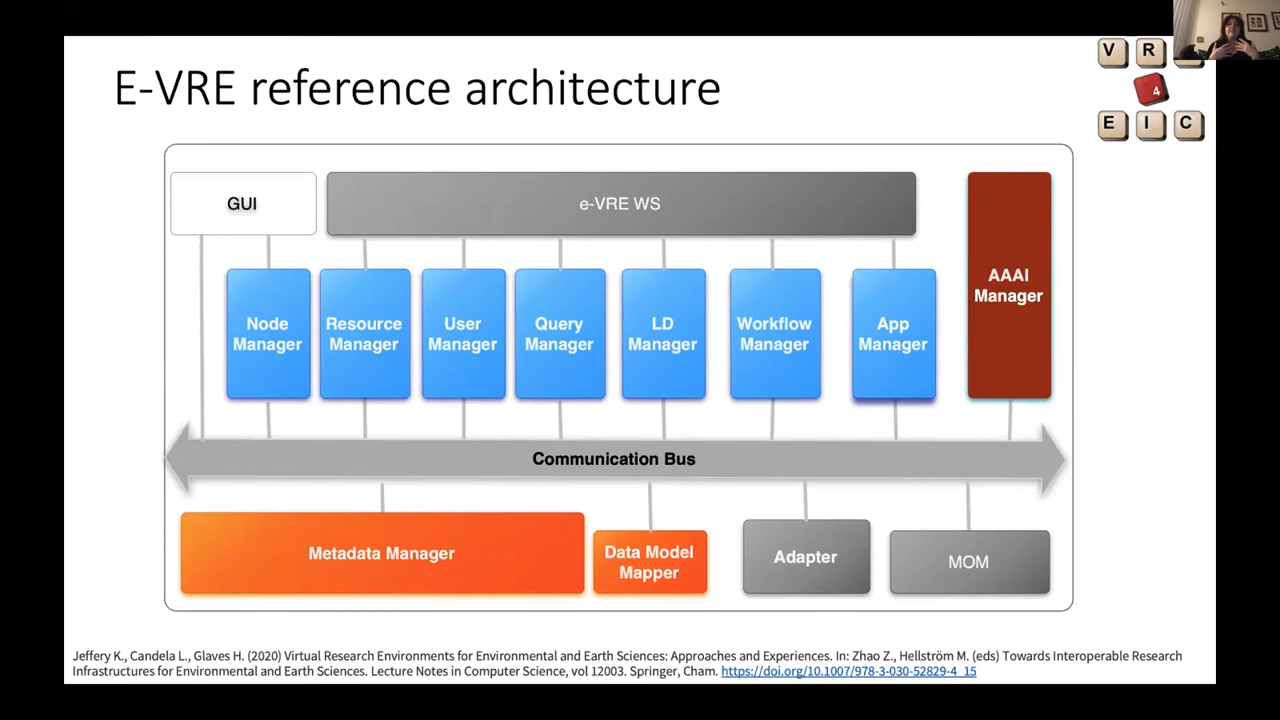 E-VRE reference architecture
V R
4
E I C
GUI
e-VRE WS
AAAI
Manager
Node
Manager
Resource
Manager
User
Manager
Query
Manager
LD
Manager
Workflow
Manager
App
Manager
Communication Bus
Metadata Manager
Data Model
Mapper
Adapter
MOM
Jeffery K., Candela L., Glaves H. (2020) Virtual Research Environments for Environmental and Earth Sciences: Approaches and Experiences. In: Zhao Z., Hellström M. (eds) Towards Interoperable Research
Infrastructures for Environmental and Earth Sciences. Lecture Notes in Computer Science, vol 12003. Springer, Cham. https://doi.org/10.1007/978-3-030-52829-4_15